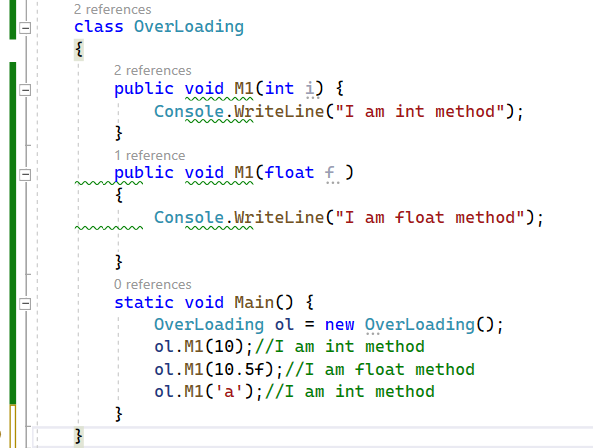 2 references
class OverLoading
{
2 references
public void M1(int i) {
Console.WriteLine("I am int method");
}
1 reference
public void M1(float f )
{
Console.WriteLine("I am float method");
}
0 references
static void Main() {
OverLoading ol = new OverLoading();
ol.M1(10);//I am int method
ol.M1(10.5f);//I am float method
ol.M1('a');//I am int method
}
}